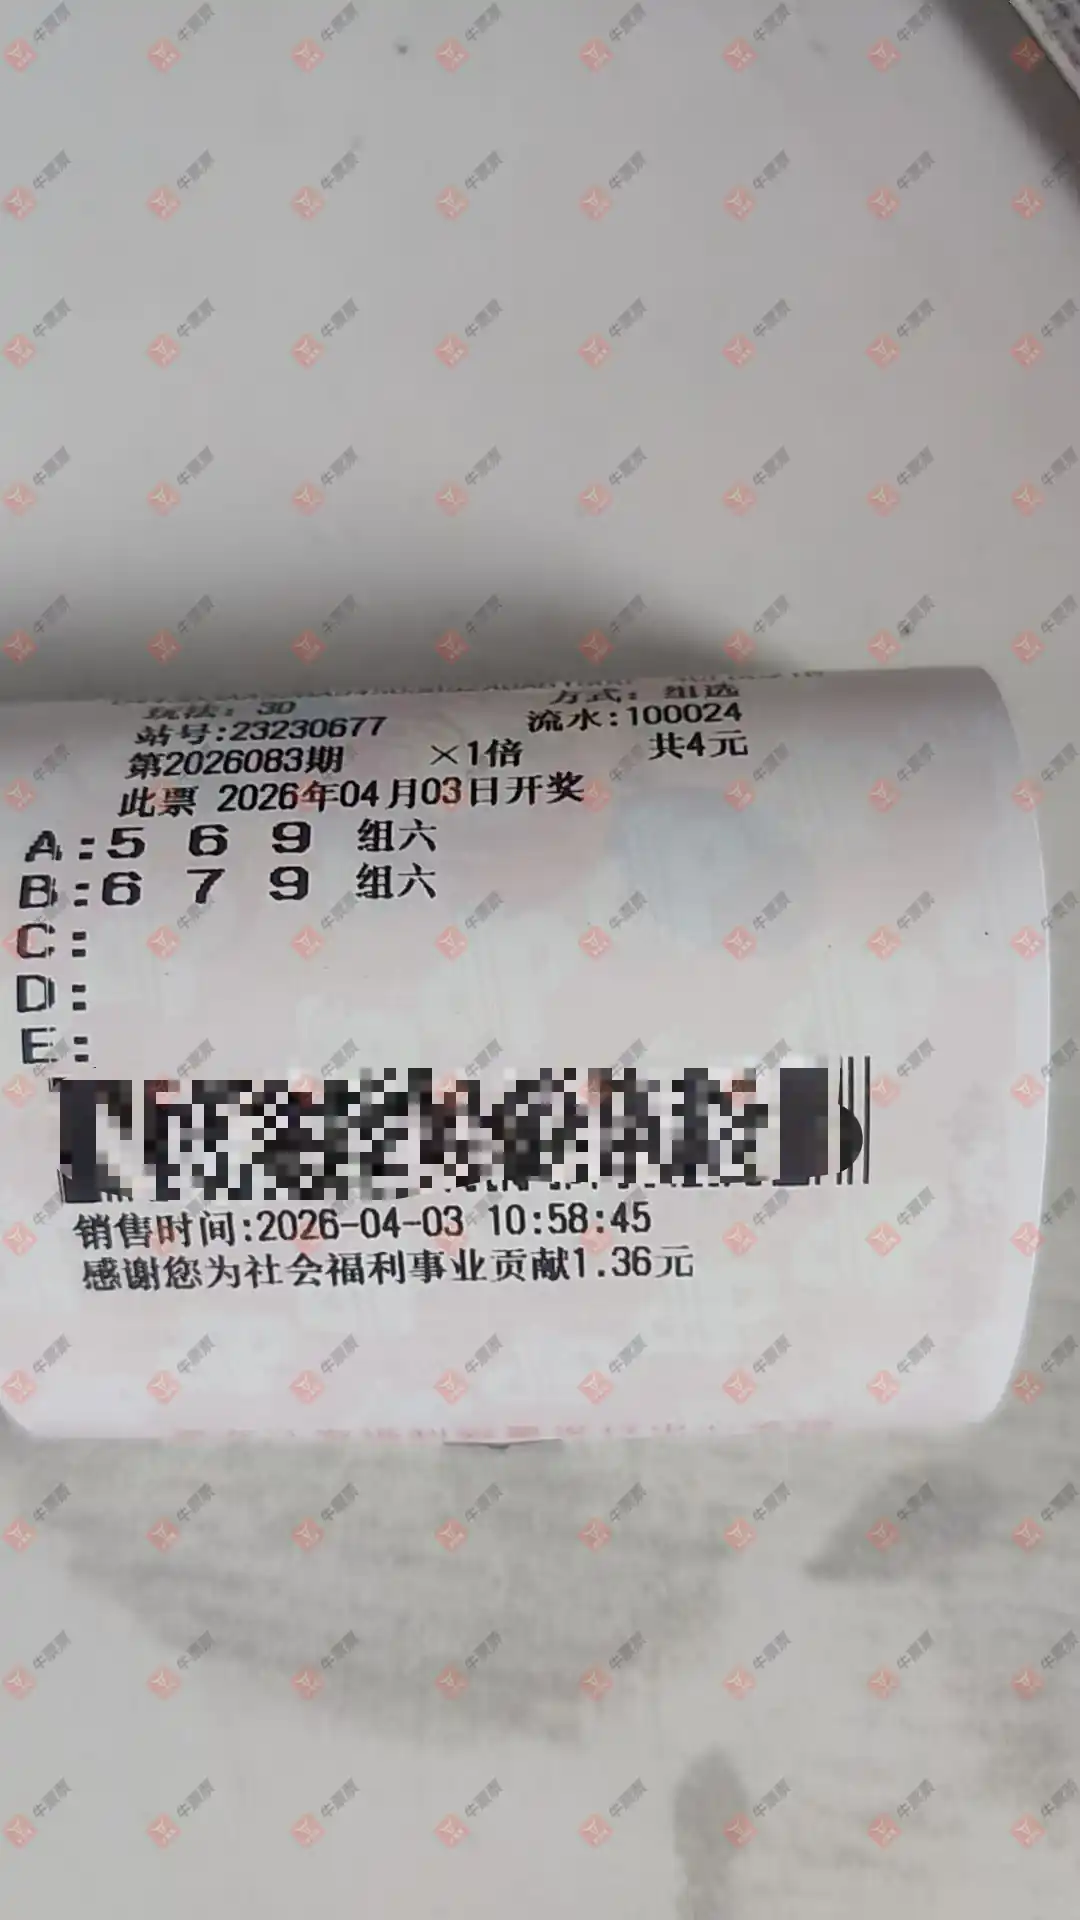 玩法: 3D 方式: 组选
站号:23230677 流水:100024
第2026083期 ×1倍 共4元
此票 2026年04月03日开奖
A:5 6 9 组六
B:6 7 9 组六
C:
D:
E:
销售时间:2026-04-03 10:58:45
感谢您为社会福利事业贡献1.36元
牛票票